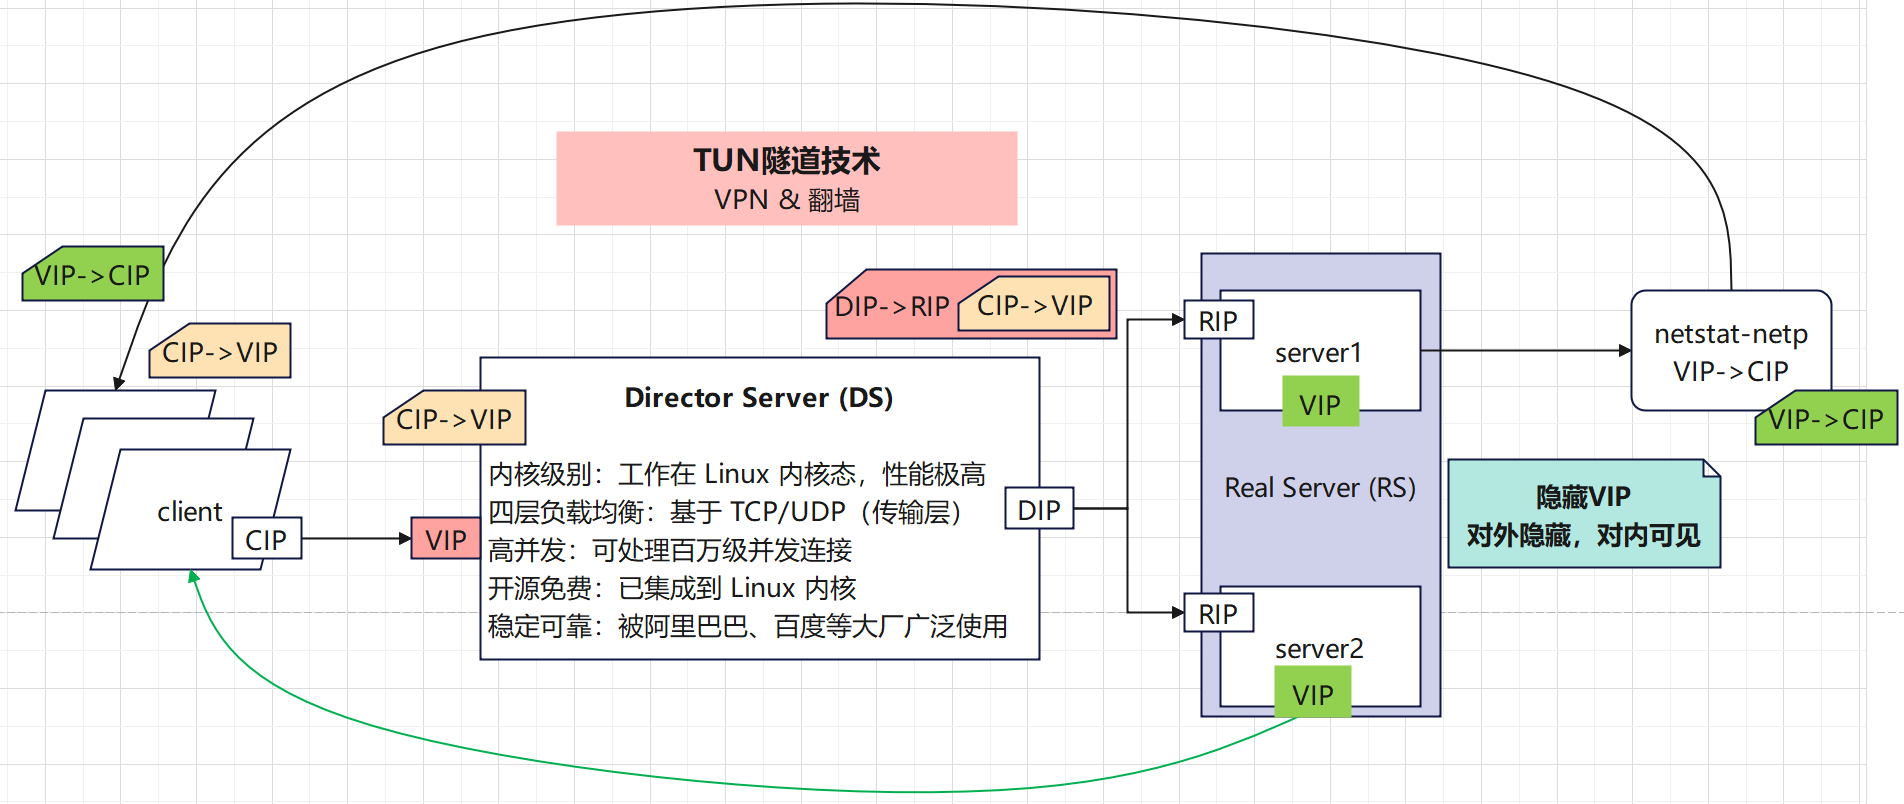 TUN隧道技术
VPN & 翻墙
VIP->CIP
CIP->VIP
client
CIP
CIP->VIP
VIP
Director Server (DS)
内核级别：工作在 Linux 内核态，性能极高
四层负载均衡：基于 TCP/UDP（传输层）
高并发：可处理百万级并发连接
开源免费：已集成到 Linux 内核
稳定可靠：被阿里巴巴、百度等大厂广泛使用
DIP
DIP->RIP
CIP->VIP
RIP
server1
VIP
Real Server (RS)
RIP
server2
VIP
netstat-netp
VIP->CIP
VIP->CIP
隐藏VIP
对外隐藏，对内可见